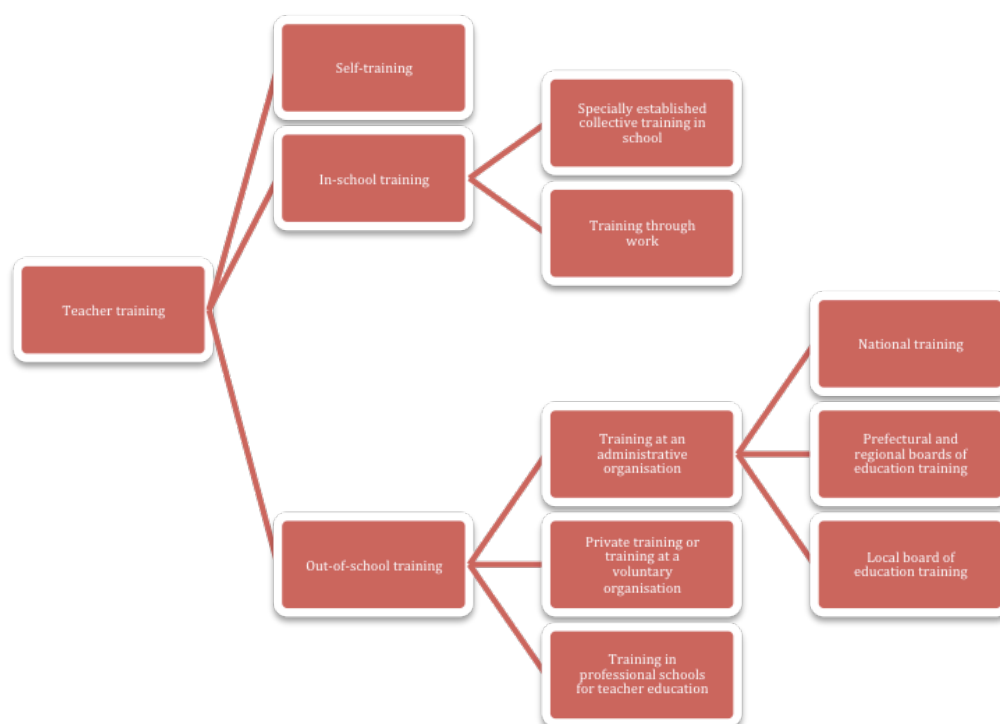 Self-training
Specially established
collective training in
school
In-school training
Training through
work
Teacher training
National training
Training at an
administrative
organisation
Prefectural and
regional boards of
education training
Out-of-school training
Private training or
training at a
voluntary
organisation
Local board of
education training
Training in
professional schools
for teacher education